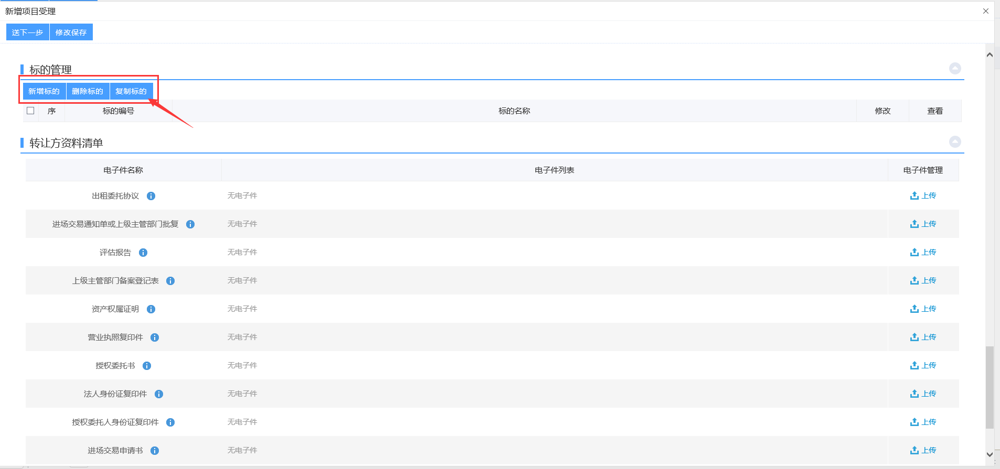 新增项目受理
送下一步 修改保存
标的管理
新增标的 删除标的 复制标的
序 标的编号 标的名称 修改 查看
转让方资料清单
电子件名称 电子件列表 电子件管理
出租委托协议 无电子件 上传
进场交易通知单或上级主管部门批复 无电子件 上传
评估报告 无电子件 上传
上级主管部门备案登记表 无电子件 上传
资产权属证明 无电子件 上传
营业执照复印件 无电子件 上传
授权委托书 无电子件 上传
法人身份证复印件 无电子件 上传
授权委托人身份证复印件 无电子件 上传
进场交易申请书 无电子件 上传